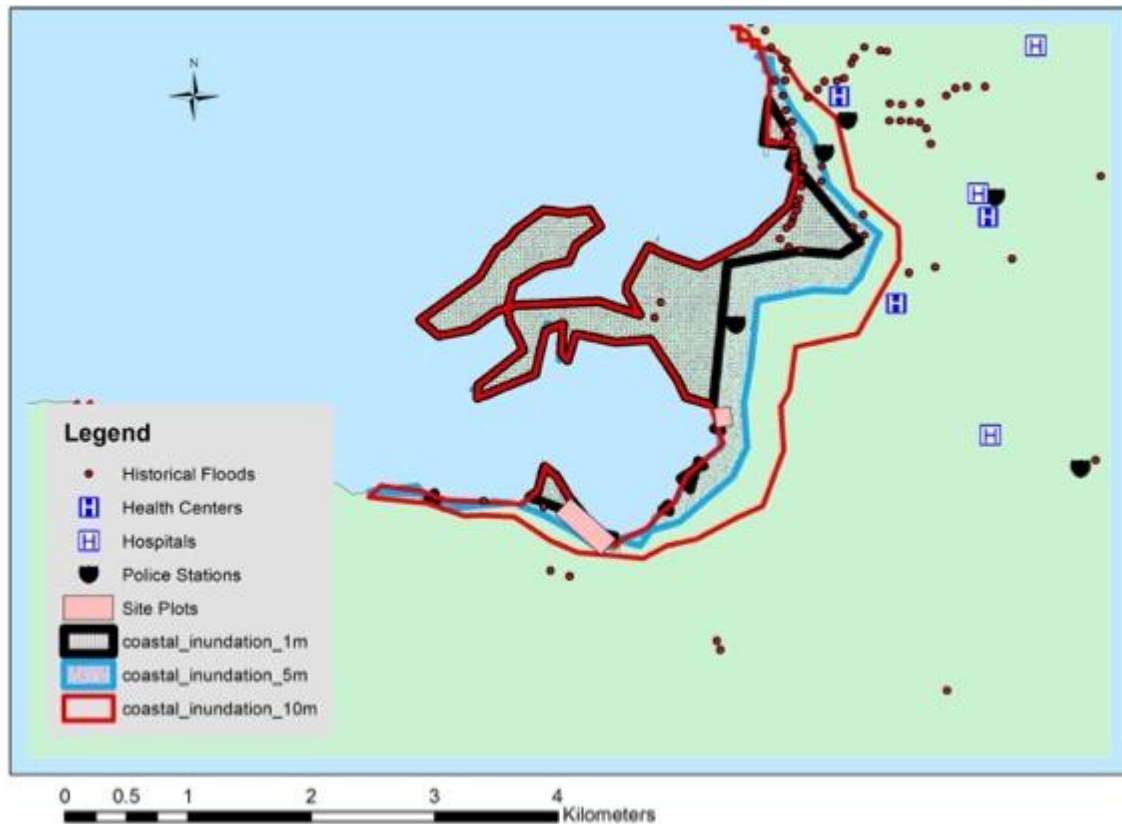 N
Legend
Historical Floods
Health Centers
Hospitals
Police Stations
Site Plots
coastal_inundation_1m
coastal_inundation_5m
coastal_inundation_10m
0 0.5 1 2 3 4
Kilometers